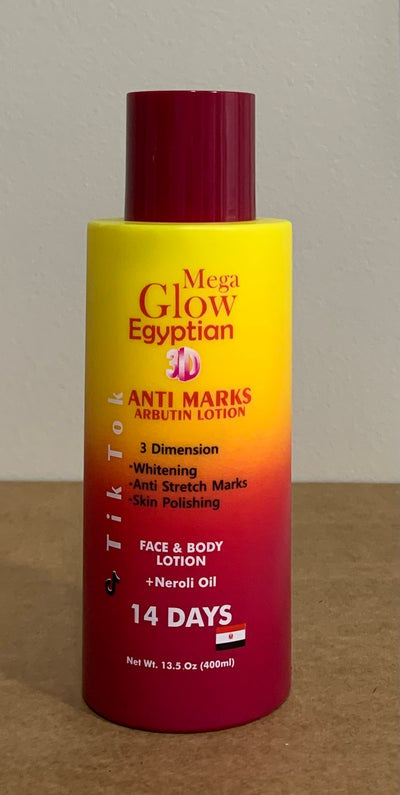 Mega
Glow
Egyptian
3D
ANTI MARKS
ARBUTIN LOTION
3 Dimension
-Whitening
-Anti Stretch Marks
-Skin Polishing
Tik Tok
FACE & BODY
LOTION
+Neroli Oil
14 DAYS
Net Wt. 13.5.Oz (400ml)